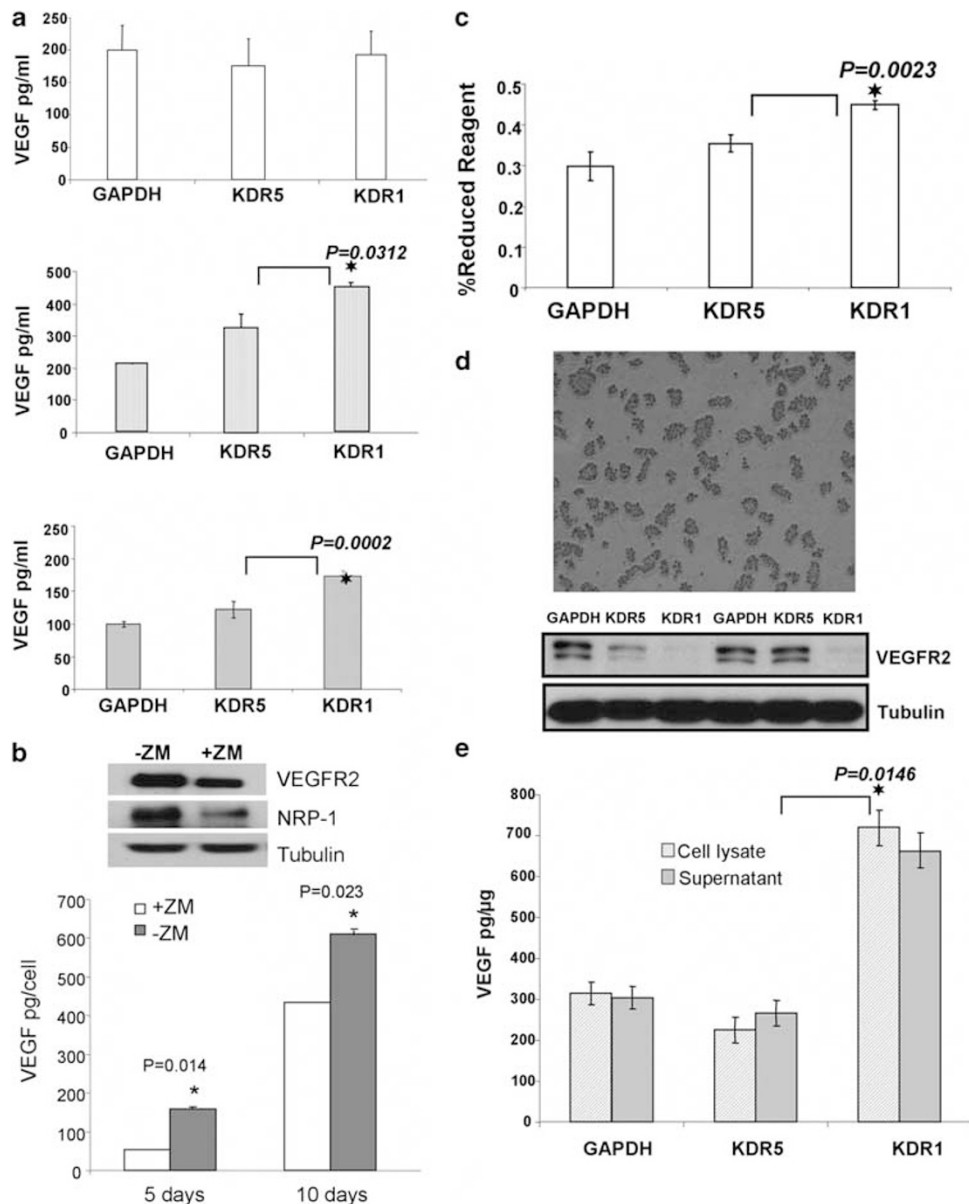 a
VEGF pg/ml
250
200
150
100
50
0
GAPDH KDR5 KDR1
P=0.0312
VEGF pg/ml
500
400
300
200
100
0
GAPDH KDR5 KDR1
P=0.0002
VEGF pg/ml
250
200
150
100
50
0
GAPDH KDR5 KDR1
b
-ZM +ZM
VEGFR2
NRP-1
Tubulin
P=0.023
P=0.014
+ZM
-ZM
VEGF pg/cell
700
600
500
400
300
200
100
0
* *
5 days 10 days
c
P=0.0023
%Reduced Reagent
0.5
0.4
0.3
0.2
0.1
0
GAPDH KDR5 KDR1
d
GAPDH KDR5 KDR1 GAPDH KDR5 KDR1
VEGFR2
Tubulin
e
P=0.0146
Cell lysate
Supernatant
VEGF pg/µg
800
700
600
500
400
300
200
100
0
GAPDH KDR5 KDR1